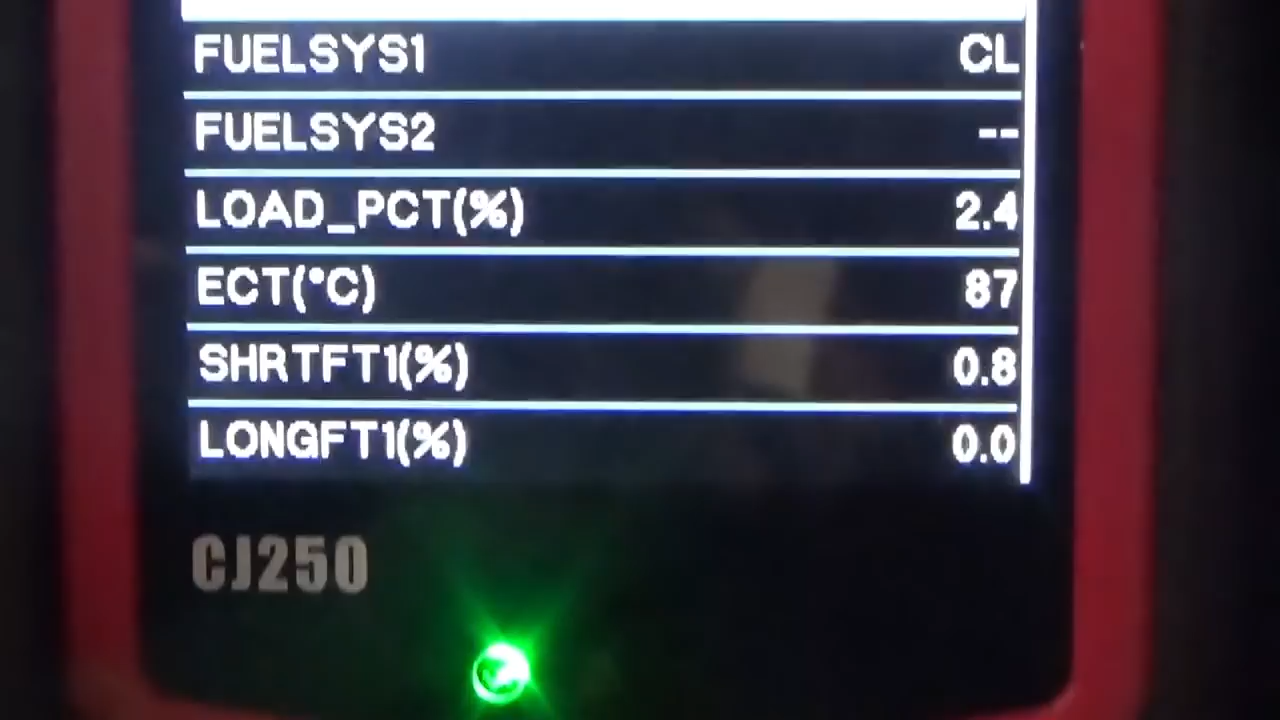 FUELSYS1 CL
FUELSYS2 --
LOAD_PCT(%) 2.4
ECT(°C) 87
SHRTFT1(%) 0.8
LONGFT1(%) 0.0
CJ250